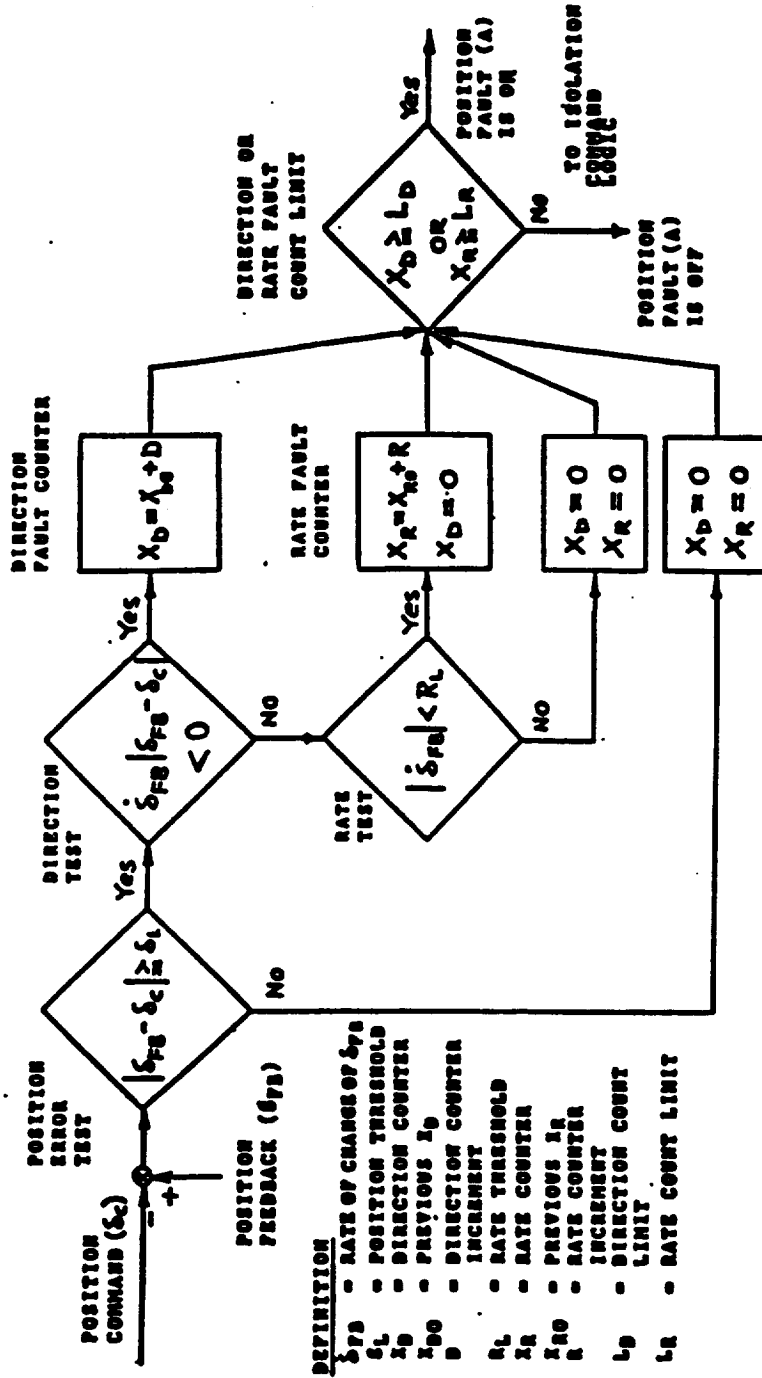 POSITION
COMMAND (δC)
-
+
POSITION
FEEDBACK (δFB)
POSITION
ERROR
TEST
|δFB-δC| ≥ δL
Yes
No
DIRECTION
TEST
δ̇FB|δFB-δC|
< 0
Yes
NO
RATE
TEST
|δ̇FB| < RL
Yes
NO
DIRECTION
FAULT COUNTER
XD=XDO+D
RATE FAULT
COUNTER
XR=XRO+R
XD=0
XD=0
XR=0
XD=0
XR=0
DIRECTION OR
RATE FAULT
COUNT LIMIT
XD≥LD
OR
XR≥LR
Yes
No
POSITION
FAULT (A)
IS ON
TO ISOLATION
COMMAND
LOGIC
POSITION
FAULT (A)
IS OFF
DEFINITION
δ̇FB = RATE OF CHANGE OF δFB
δL = POSITION THRESHOLD
XD = DIRECTION COUNTER
XDO = PREVIOUS XD
D = DIRECTION COUNTER
INCREMENT
RL = RATE THRESHOLD
XR = RATE COUNTER
XRO = PREVIOUS XR
R = RATE COUNTER
INCREMENT
LD = DIRECTION COUNT
LIMIT
LR = RATE COUNT LIMIT